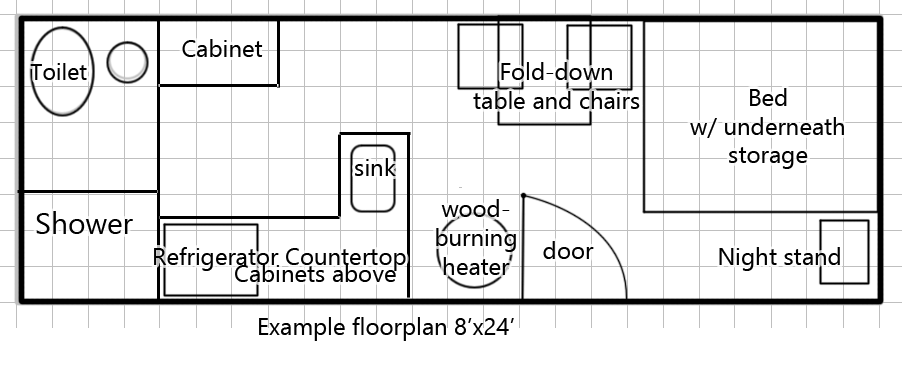 Toilet
Cabinet
Fold-down
table and chairs
Bed
w/ underneath
storage
sink
Shower
wood-
burning
heater
door
Refrigerator Countertop
Cabinets above
Night stand
Example floorplan 8'x24'